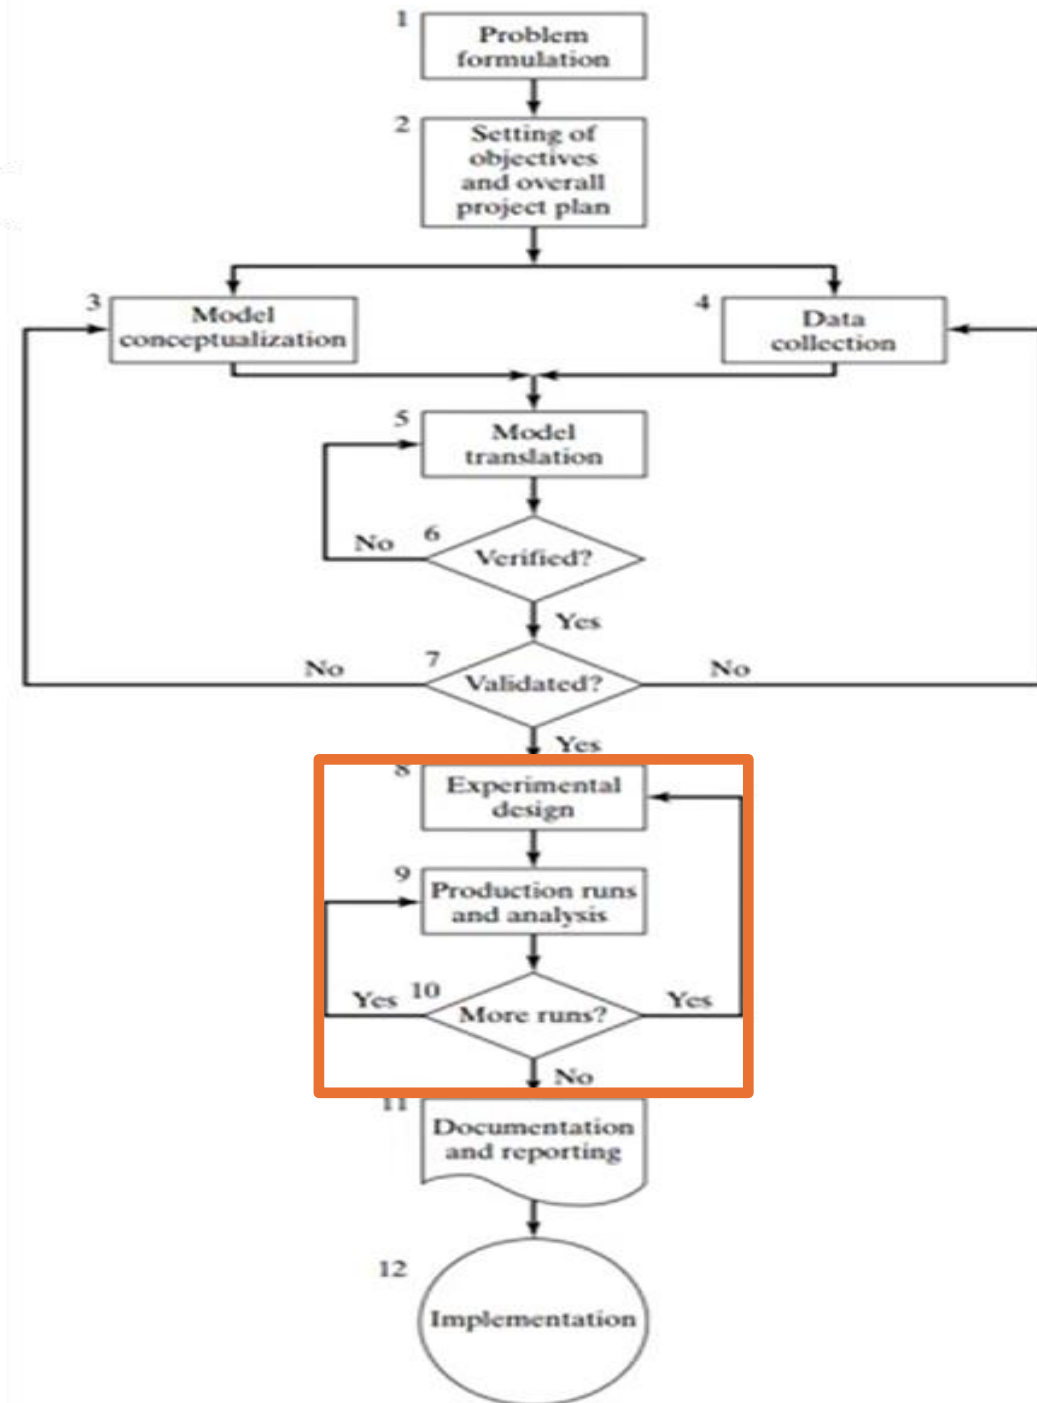 1
Problem
formulation
2
Setting of
objectives
and overall
project plan
3
Model
conceptualization
4
Data
collection
5
Model
translation
6
No
Verified?
Yes
7
No
Validated?
No
Yes
8
Experimental
design
9
Production runs
and analysis
10
Yes
More runs?
Yes
No
11
Documentation
and reporting
12
Implementation